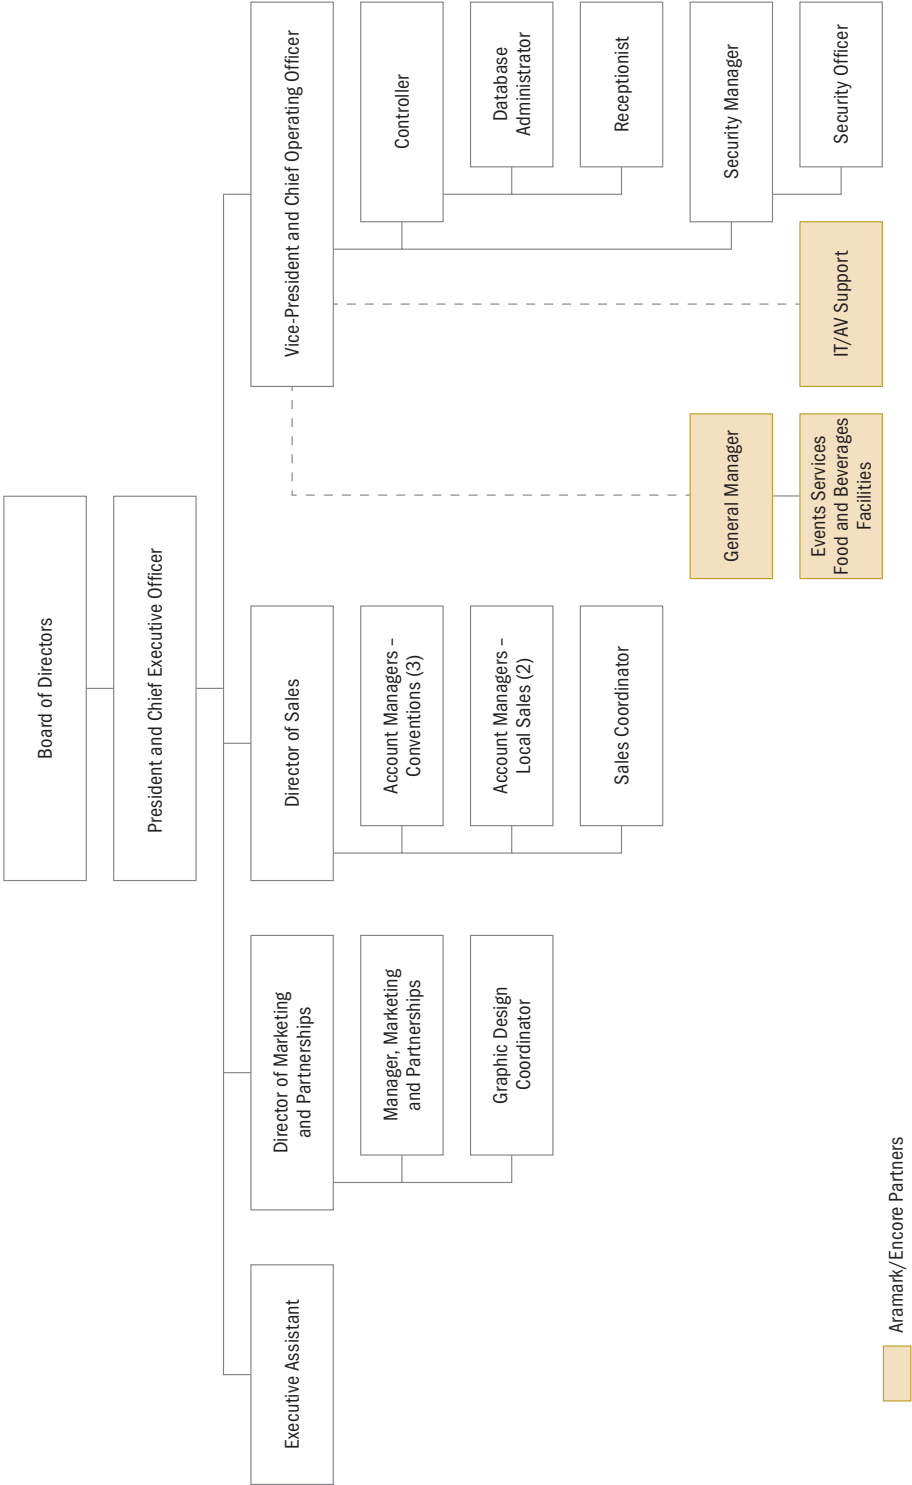 Board of Directors
President and Chief Executive Officer
Executive Assistant
Director of Marketing
and Partnerships
Manager, Marketing
and Partnerships
Graphic Design
Coordinator
Director of Sales
Account Managers –
Conventions (3)
Account Managers –
Local Sales (2)
Sales Coordinator
Vice-President and Chief Operating Officer
Controller
Database
Administrator
Receptionist
Security Manager
Security Officer
General Manager
Events Services
Food and Beverages
Facilities
IT/AV Support
Aramark/Encore Partners